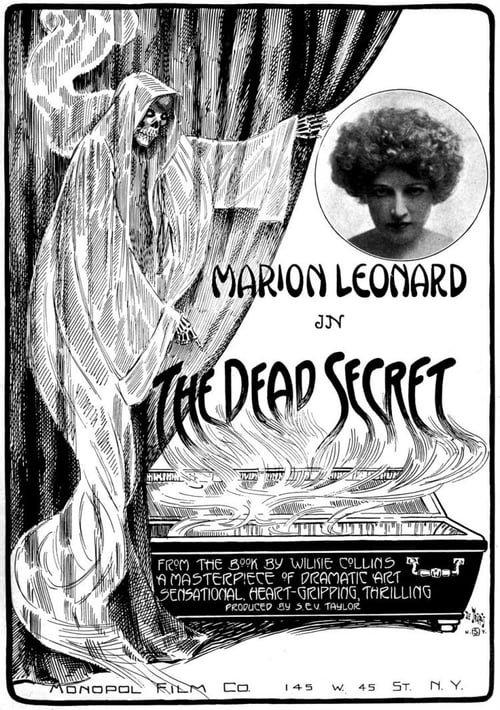 MARION LEONARD
IN
THE DEAD SECRET
FROM THE BOOK BY WILKIE COLLINS
A MASTERPIECE OF DRAMATIC ART
SENSATIONAL, HEART-GRIPPING, THRILLING
PRODUCED BY S.E.V. TAYLOR
MONOPOL FILM CO. 145 W. 45 ST. N.Y.